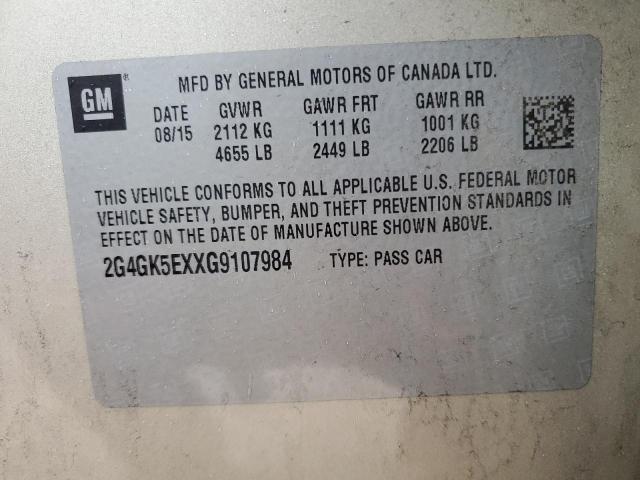 GM ®
MFD BY GENERAL MOTORS OF CANADA LTD.
DATE GVWR GAWR FRT GAWR RR
08/15 2112 KG 1111 KG 1001 KG
4655 LB 2449 LB 2206 LB
THIS VEHICLE CONFORMS TO ALL APPLICABLE U.S. FEDERAL MOTOR
VEHICLE SAFETY, BUMPER, AND THEFT PREVENTION STANDARDS IN
EFFECT ON THE DATE OF MANUFACTURE SHOWN ABOVE.
2G4GK5EXXG9107984 TYPE: PASS CAR